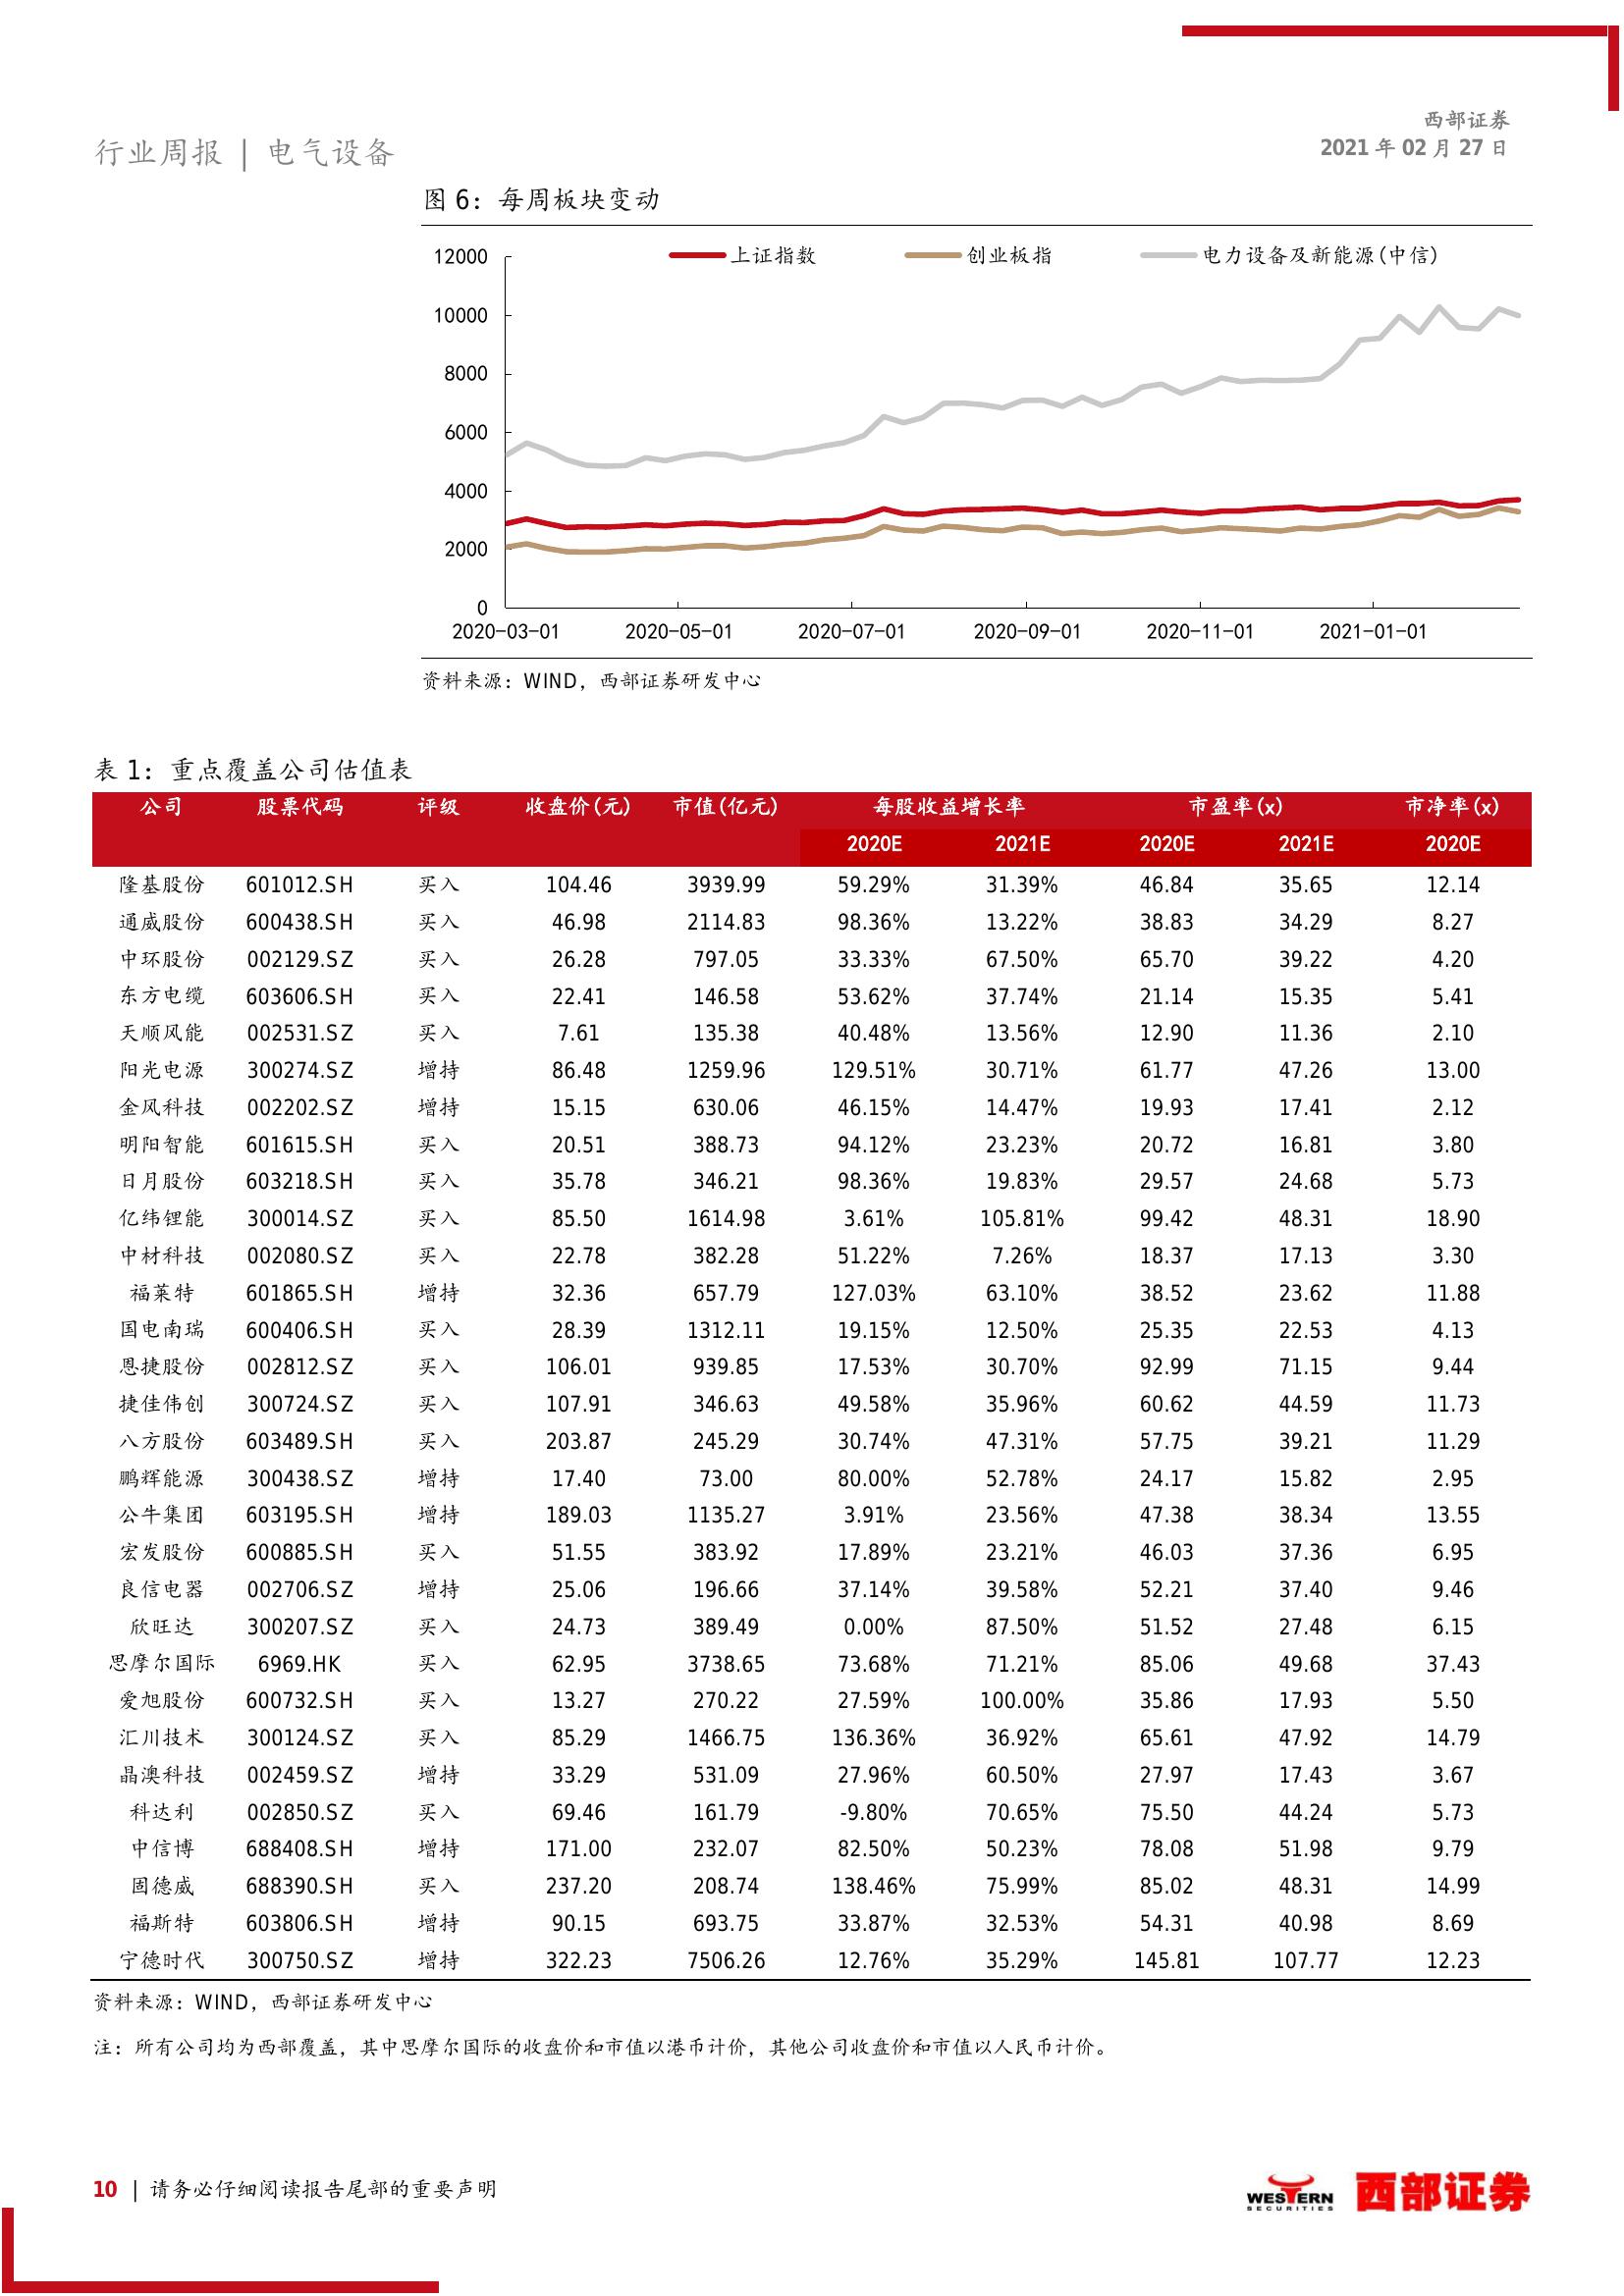 西部证券
行业周报 | 电气设备
2021 年 02 月 27 日
图 6：每周板块变动
上证指数 创业板指 电力设备及新能源(中信)
12000
10000
8000
6000
4000
2000
0
2020-03-01 2020-05-01 2020-07-01 2020-09-01 2020-11-01 2021-01-01
资料来源：WIND，西部证券研发中心
表 1：重点覆盖公司估值表
公司 股票代码 评级 收盘价(元) 市值(亿元) 每股收益增长率 市盈率(x) 市净率(x)
2020E 2021E 2020E 2021E 2020E
隆基股份 601012.SH 买入 104.46 3939.99 59.29% 31.39% 46.84 35.65 12.14
通威股份 600438.SH 买入 46.98 2114.83 98.36% 13.22% 38.83 34.29 8.27
中环股份 002129.SZ 买入 26.28 797.05 33.33% 67.50% 65.70 39.22 4.20
东方电缆 603606.SH 买入 22.41 146.58 53.62% 37.74% 21.14 15.35 5.41
天顺风能 002531.SZ 买入 7.61 135.38 40.48% 13.56% 12.90 11.36 2.10
阳光电源 300274.SZ 增持 86.48 1259.96 129.51% 30.71% 61.77 47.26 13.00
金风科技 002202.SZ 增持 15.15 630.06 46.15% 14.47% 19.93 17.41 2.12
明阳智能 601615.SH 买入 20.51 388.73 94.12% 23.23% 20.72 16.81 3.80
日月股份 603218.SH 买入 35.78 346.21 98.36% 19.83% 29.57 24.68 5.73
亿纬锂能 300014.SZ 买入 85.50 1614.98 3.61% 105.81% 99.42 48.31 18.90
中材科技 002080.SZ 买入 22.78 382.28 51.22% 7.26% 18.37 17.13 3.30
福莱特 601865.SH 增持 32.36 657.79 127.03% 63.10% 38.52 23.62 11.88
国电南瑞 600406.SH 买入 28.39 1312.11 19.15% 12.50% 25.35 22.53 4.13
恩捷股份 002812.SZ 买入 106.01 939.85 17.53% 30.70% 92.99 71.15 9.44
捷佳伟创 300724.SZ 买入 107.91 346.63 49.58% 35.96% 60.62 44.59 11.73
八方股份 603489.SH 买入 203.87 245.29 30.74% 47.31% 57.75 39.21 11.29
鹏辉能源 300438.SZ 增持 17.40 73.00 80.00% 52.78% 24.17 15.82 2.95
公牛集团 603195.SH 增持 189.03 1135.27 3.91% 23.56% 47.38 38.34 13.55
宏发股份 600885.SH 买入 51.55 383.92 17.89% 23.21% 46.03 37.36 6.95
良信电器 002706.SZ 增持 25.06 196.66 37.14% 39.58% 52.21 37.40 9.46
欣旺达 300207.SZ 买入 24.73 389.49 0.00% 87.50% 51.52 27.48 6.15
思摩尔国际 6969.HK 买入 62.95 3738.65 73.68% 71.21% 85.06 49.68 37.43
爱旭股份 600732.SH 买入 13.27 270.22 27.59% 100.00% 35.86 17.93 5.50
汇川技术 300124.SZ 买入 85.29 1466.75 136.36% 36.92% 65.61 47.92 14.79
晶澳科技 002459.SZ 增持 33.29 531.09 27.96% 60.50% 27.97 17.43 3.67
科达利 002850.SZ 买入 69.46 161.79 -9.80% 70.65% 75.50 44.24 5.73
中信博 688408.SH 增持 171.00 232.07 82.50% 50.23% 78.08 51.98 9.79
固德威 688390.SH 买入 237.20 208.74 138.46% 75.99% 85.02 48.31 14.99
福斯特 603806.SH 增持 90.15 693.75 33.87% 32.53% 54.31 40.98 8.69
宁德时代 300750.SZ 增持 322.23 7506.26 12.76% 35.29% 145.81 107.77 12.23
资料来源：WIND，西部证券研发中心
注：所有公司均为西部覆盖，其中思摩尔国际的收盘价和市值以港币计价，其他公司收盘价和市值以人民币计价。
10 | 请务必仔细阅读报告尾部的重要声明
WESTERN
SECURITIES
西部证券